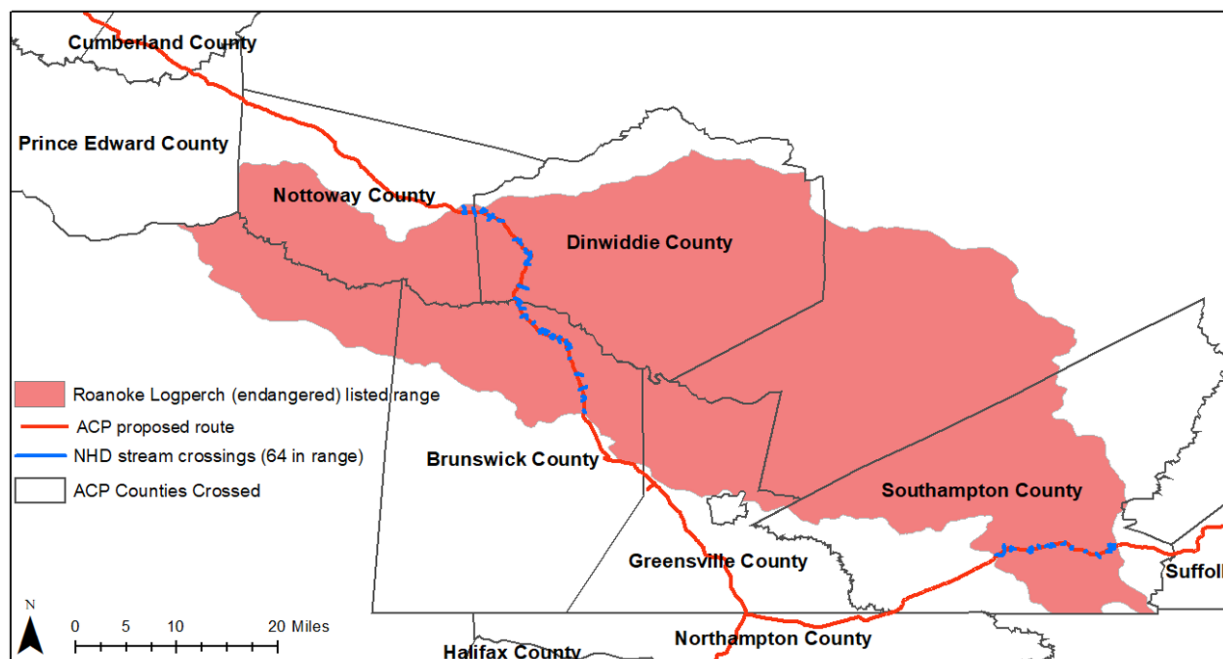 Cumberland County
Prince Edward County
Nottoway County
Dinwiddie County
Roanoke Logperch (endangered) listed range
ACP proposed route
NHD stream crossings (64 in range)
ACP Counties Crossed
Brunswick County
Southampton County
Greensville County
Suffoll
Northampton County
Halifax County
N
0 5 10 20 Miles